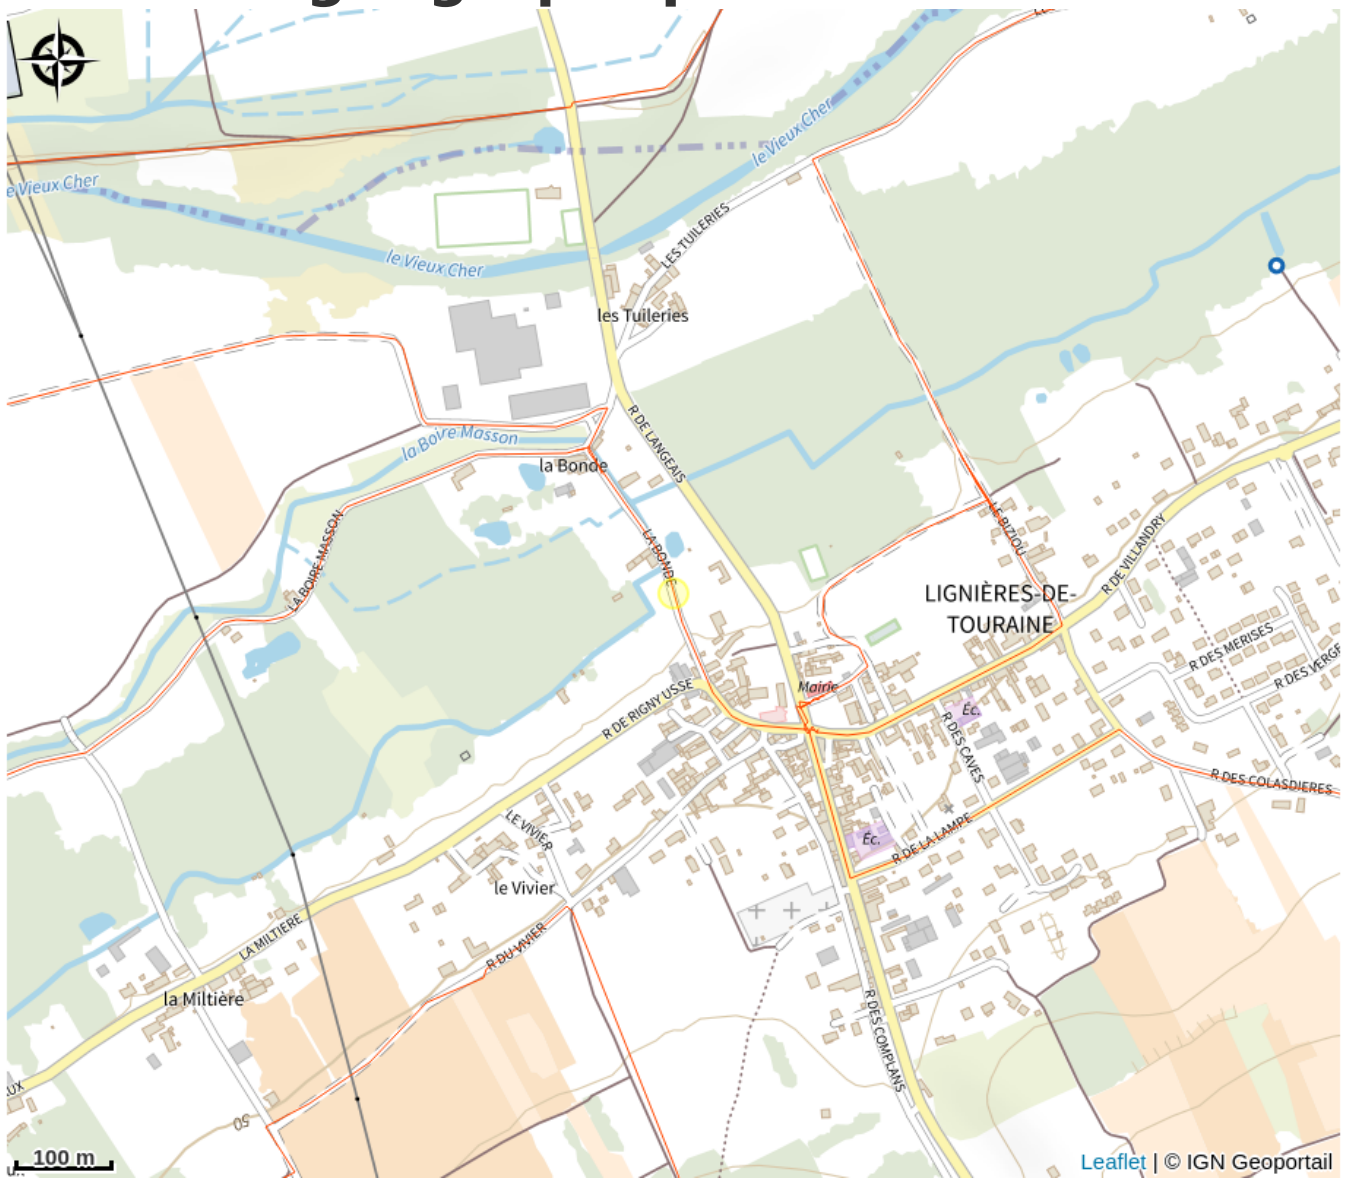 le Vieux Cher
e Vieux Cher
le Vieux Cher
LES TUILERIES
les Tuileries
R DE LANGEAIS
la Boire Masson
la Bonde
LA BOIRE MASSON
LA BONDE
LE BIZIOU
R DE VILLANDRY
LIGNIÈRES-DE-
TOURAINE
R DES MERISES
R DES VERGE
Mairie
R DE RIGNY USSE
Éc.
R DES CAVES
R DES COLASDIERES
LE VIVIER
Éc.
R DE LA LAMPE
le Vivier
LA MILTIERE
R DU VIVIER
la Miltière
R DES COMPLANS
UX
50
100 m
Leaflet | © IGN Geoportail